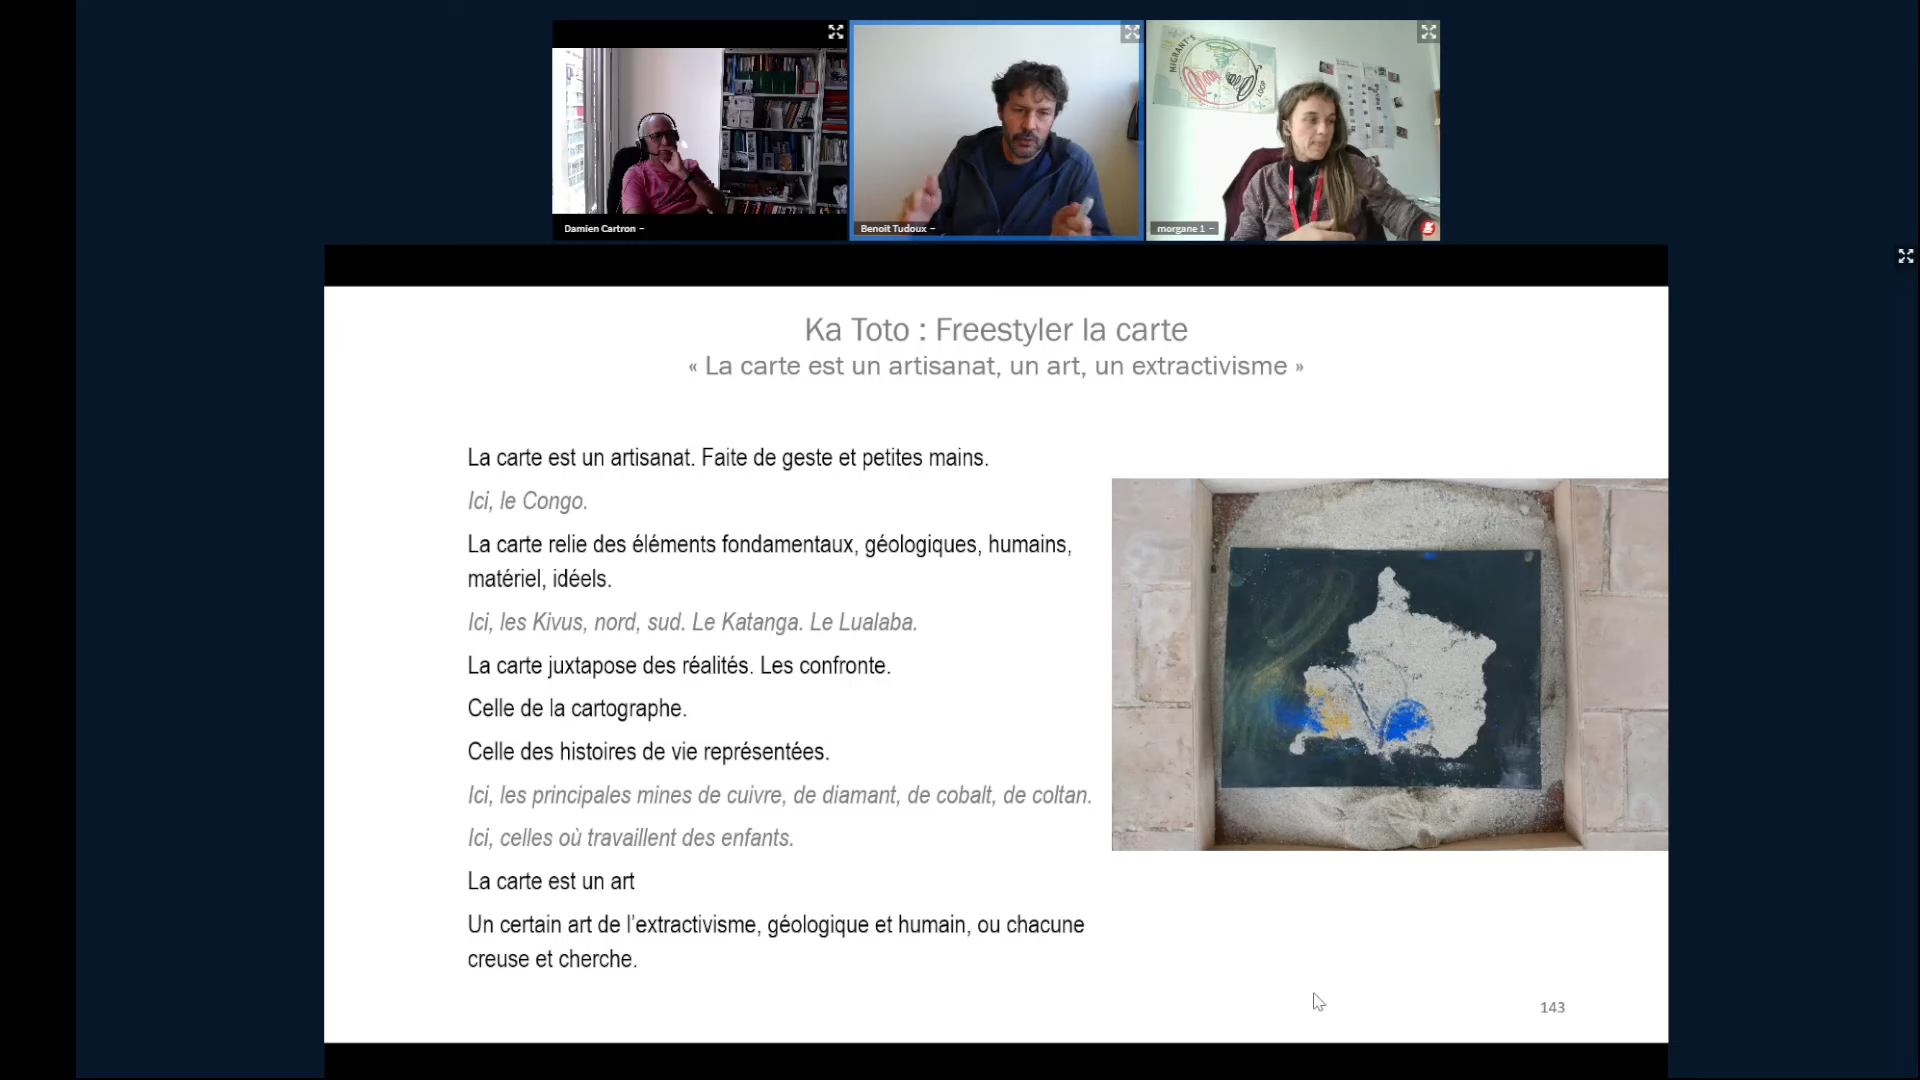 MIGRANT'S
LOOP
Damien Cartron
Benoit Tudoux
morgane 1
Ka Toto : Freestyler la carte
« La carte est un artisanat, un art, un extractivisme »
La carte est un artisanat. Faite de geste et petites mains.
Ici, le Congo.
La carte relie des éléments fondamentaux, géologiques, humains,
matériel, idéels.
Ici, les Kivus, nord, sud. Le Katanga. Le Lualaba.
La carte juxtapose des réalités. Les confronte.
Celle de la cartographe.
Celle des histoires de vie représentées.
Ici, les principales mines de cuivre, de diamant, de cobalt, de coltan.
Ici, celles où travaillent des enfants.
La carte est un art
Un certain art de l'extractivisme, géologique et humain, ou chacune
creuse et cherche.
143